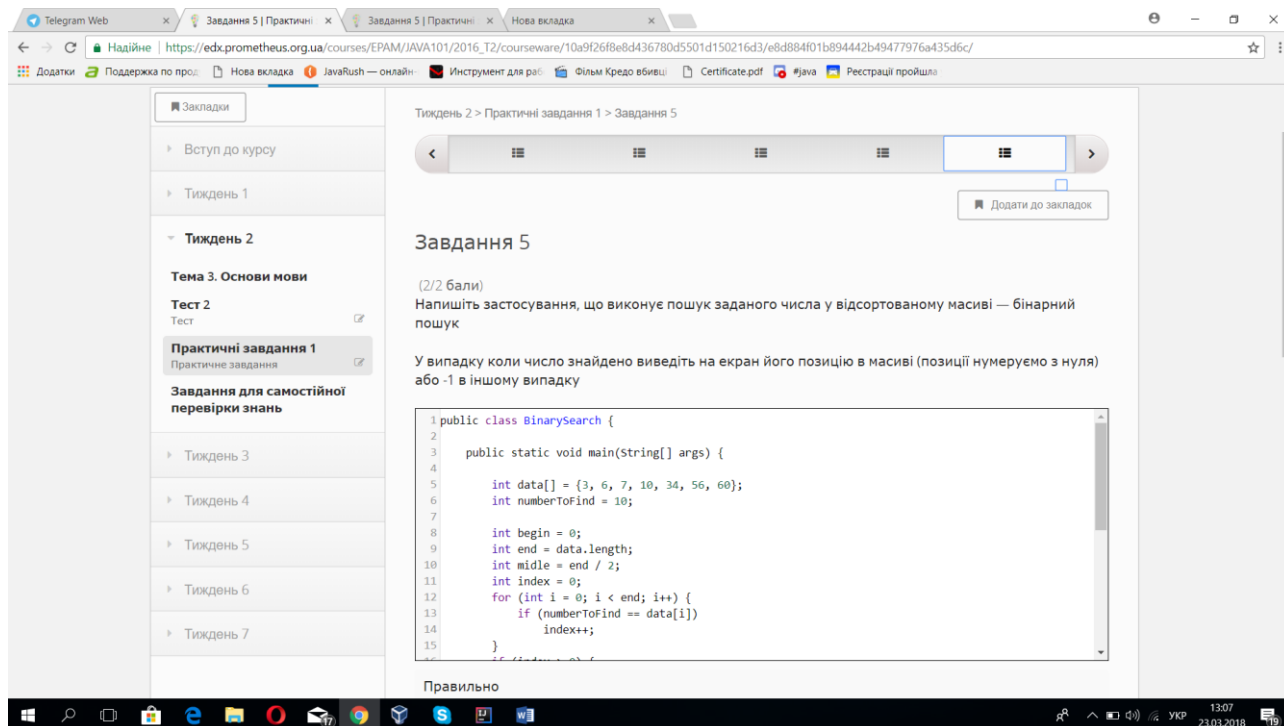 Telegram Web
Завдання 5 | Практичні
Завдання 5 | Практичні
Нова вкладка
Надійне | https://edx.prometheus.org.ua/courses/EPAM/JAVA101/2016_T2/courseware/10a9f26f8e8d436780d5501d150216d3/e8d684f01b894442b49477976a435d6c/
Додатки Поддержка по прод Нова вкладка JavaRush — онлайн- Инструмент для раб Фільм Кредо вбивці Certificate.pdf #java Реєстрації пройшла
Закладки
Вступ до курсу
Тиждень 1
Тиждень 2
Тема 3. Основи мови
Тест 2
Тест
Практичні завдання 1
Практичне завдання
Завдання для самостійної
перевірки знань
Тиждень 3
Тиждень 4
Тиждень 5
Тиждень 6
Тиждень 7
Тиждень 2 > Практичні завдання 1 > Завдання 5
Додати до закладок
Завдання 5
(2/2 бали)
Напишіть застосування, що виконує пошук заданого числа у відсортованому масиві — бінарний
пошук
У випадку коли число знайдено виведіть на екран його позицію в масиві (позиції нумеруємо з нуля)
або -1 в іншому випадку
1 public class BinarySearch {
2
3 public static void main(String[] args) {
4
5 int data[] = {3, 6, 7, 10, 34, 56, 60};
6 int numberToFind = 10;
7
8 int begin = 0;
9 int end = data.length;
10 int midle = end / 2;
11 int index = 0;
12 for (int i = 0; i < end; i++) {
13 if (numberToFind == data[i])
14 index++;
15 }
Правильно
17
УКР
13:07
23.03.2018
19